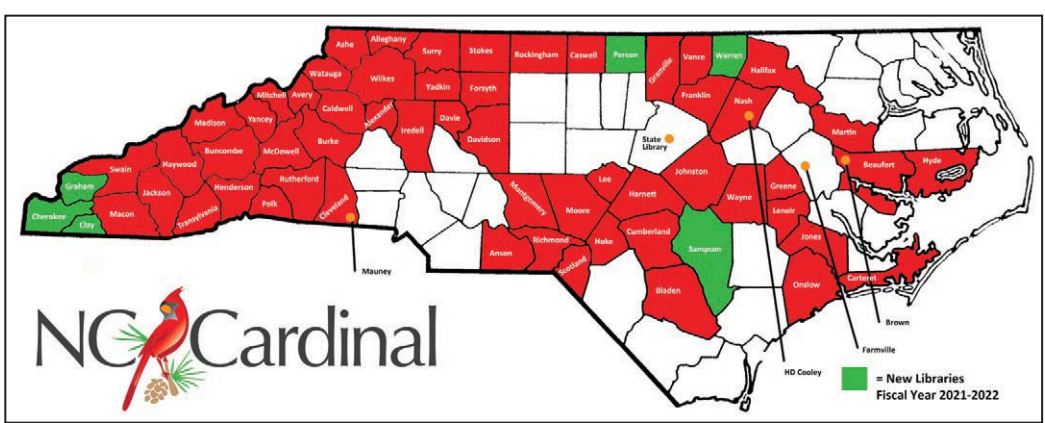 Ashe
Alleghany
Surry
Stokes
Rockingham
Caswell
Person
Granville
Vance
Warren
Halifax
Watauga
Wilkes
Yadkin
Forsyth
Franklin
Nash
Mitchell
Avery
Caldwell
Alexander
Iredell
Davie
Davidson
Madison
Yancey
Burke
State
Library
Martin
Buncombe
McDowell
Swain
Haywood
Beaufort
Hyde
Graham
Jackson
Henderson
Rutherford
Lee
Johnston
Cherokee
Clay
Macon
Transylvania
Polk
Cleveland
Montgomery
Moore
Harnett
Wayne
Greene
Lenoir
Mauney
Anson
Richmond
Scotland
Hoke
Cumberland
Sampson
Jones
Bladen
Onslow
Carteret
Brown
Farmville
HD Cooley
NC Cardinal
= New Libraries
Fiscal Year 2021-2022